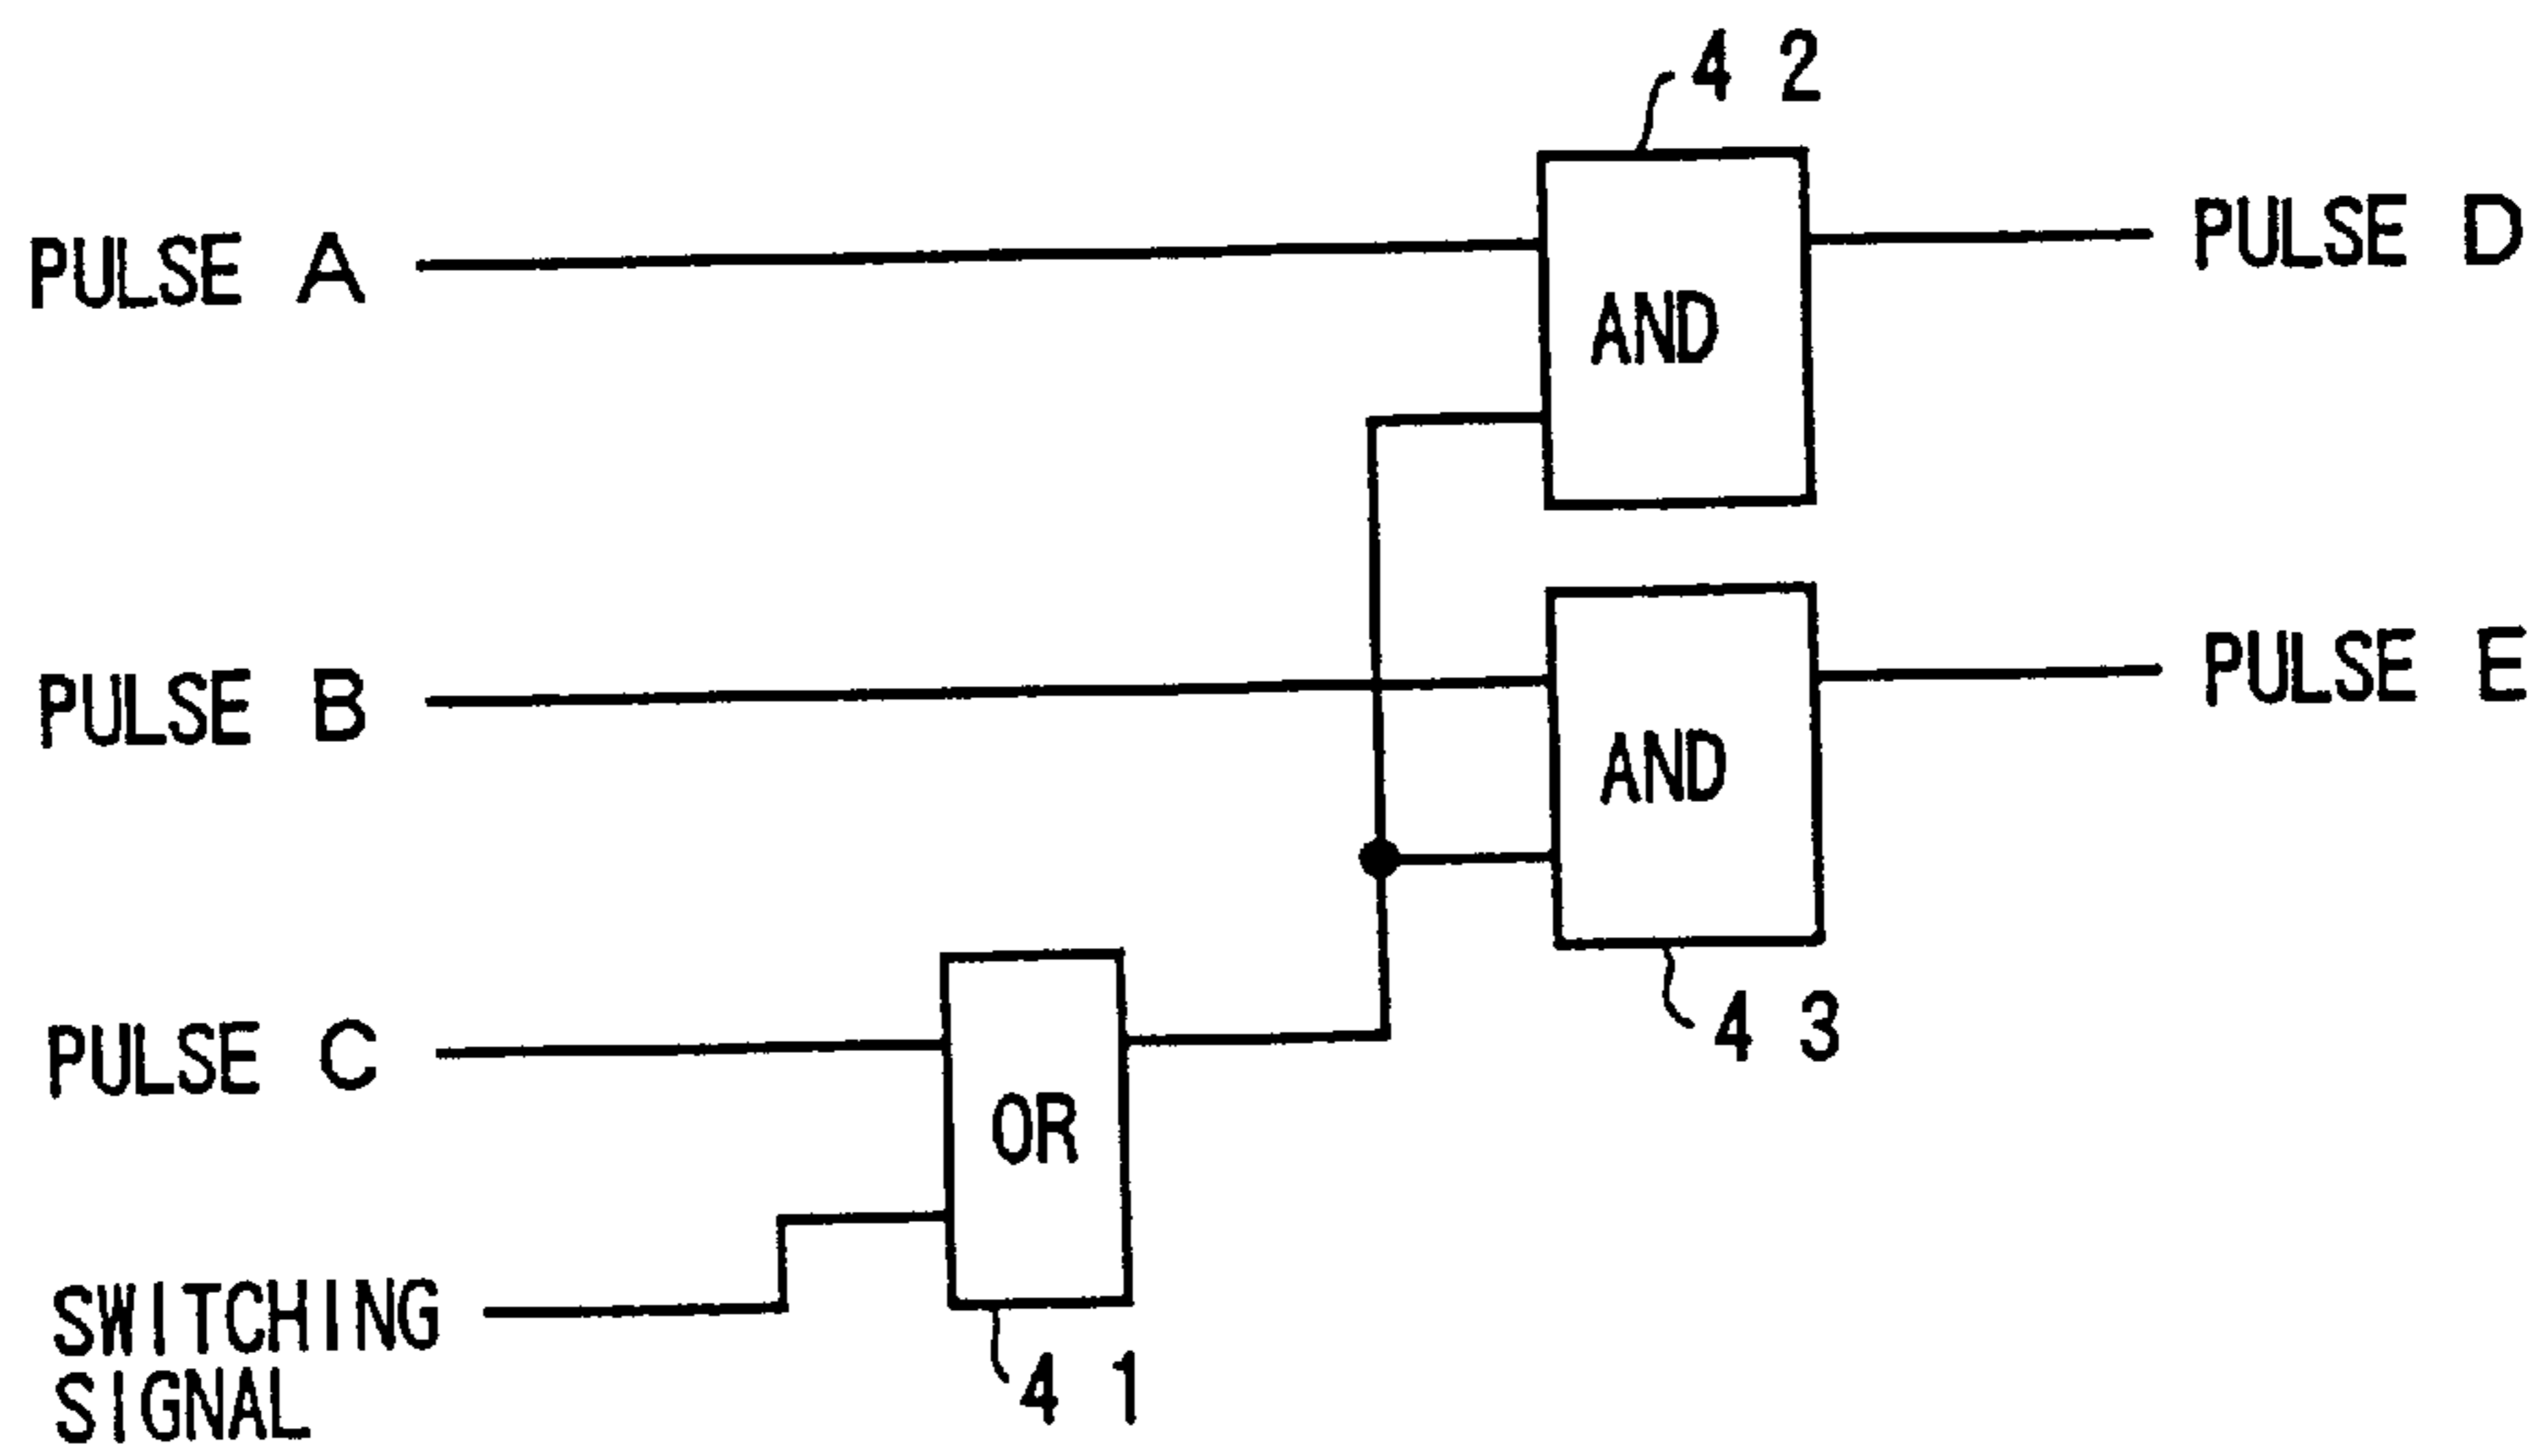 4 2
PULSE A
PULSE D
AND
PULSE B
PULSE E
AND
PULSE C
4 3
OR
SWITCHING
SIGNAL
4 1